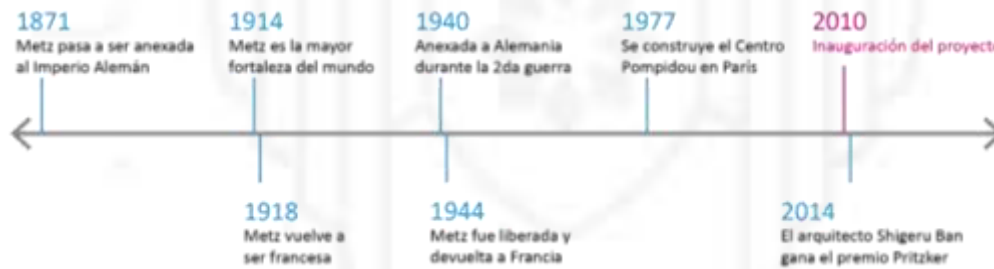 1871
Metz pasa a ser anexada
al Imperio Alemán
1914
Metz es la mayor
fortaleza del mundo
1940
Anexada a Alemania
durante la 2da guerra
1977
Se construye el Centro
Pompidou en París
2010
Inauguración del proyecto
1918
Metz vuelve a
ser francesa
1944
Metz fue liberada y
devuelta a Francia
2014
El arquitecto Shigeru Ban
gana el premio Pritzker